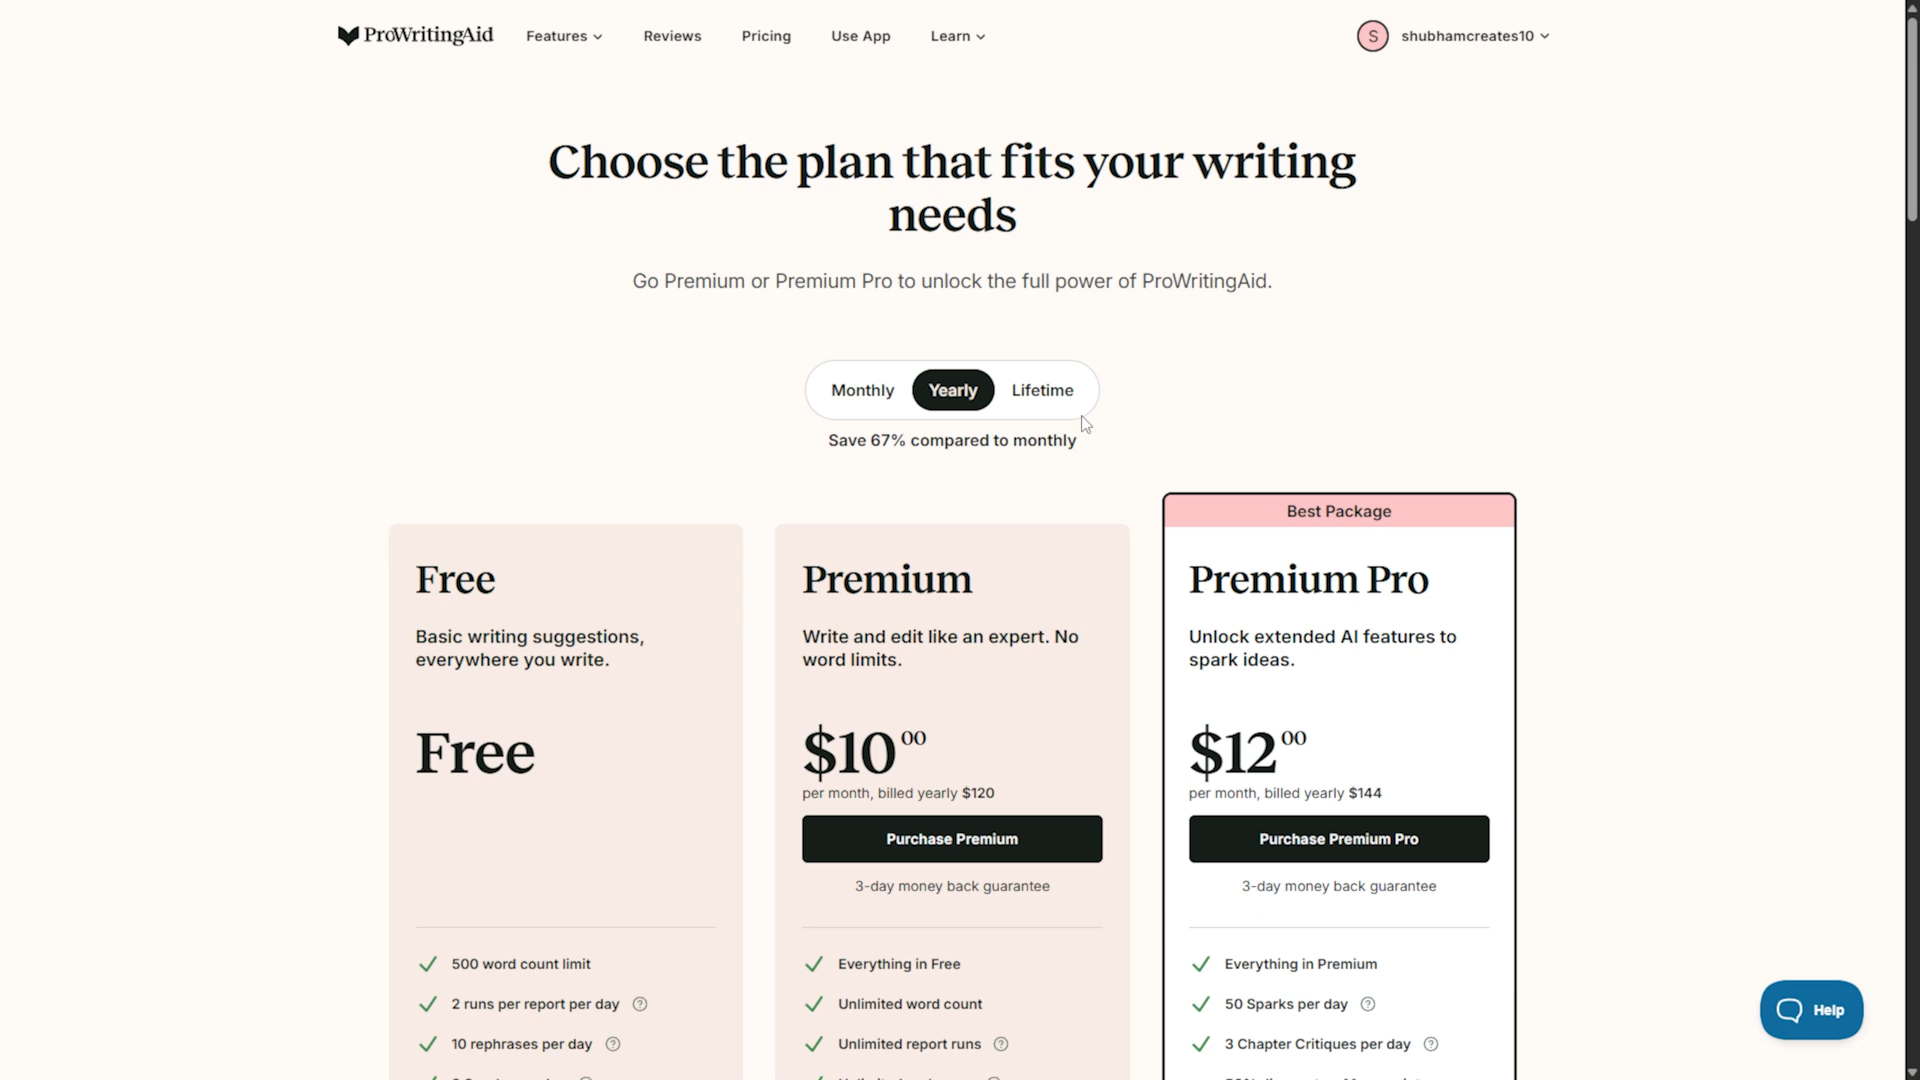 ProWritingAid
Features
Reviews
Pricing
Use App
Learn
S
shubhamcreates10
Choose the plan that fits your writing
needs
Go Premium or Premium Pro to unlock the full power of ProWritingAid.
Monthly
Yearly
Lifetime
Save 67% compared to monthly
Free
Basic writing suggestions,
everywhere you write.
Free
500 word count limit
2 runs per report per day ?
10 rephrases per day ?
Premium
Write and edit like an expert. No
word limits.
$10 00
per month, billed yearly $120
Purchase Premium
3-day money back guarantee
Everything in Free
Unlimited word count
Unlimited report runs ?
Best Package
Premium Pro
Unlock extended AI features to
spark ideas.
$12 00
per month, billed yearly $144
Purchase Premium Pro
3-day money back guarantee
Everything in Premium
50 Sparks per day ?
3 Chapter Critiques per day ?
Help